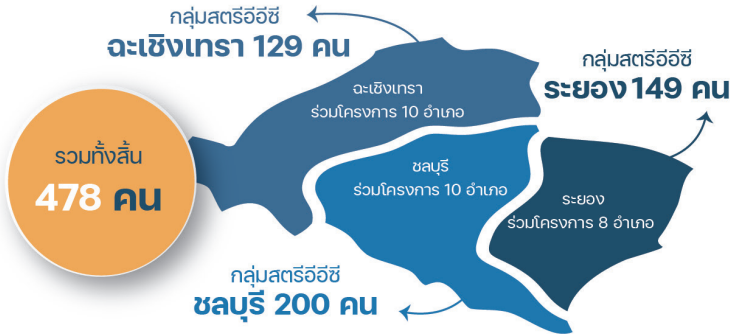 กลุ่มสตรีอีอีซี
ฉะเชิงเทรา 129 คน
กลุ่มสตรีอีอีซี
ระยอง 149 คน
ฉะเชิงเทรา
ร่วมโครงการ 10 อำเภอ
รวมทั้งสิ้น
478 คน
ชลบุรี
ร่วมโครงการ 10 อำเภอ
ระยอง
ร่วมโครงการ 8 อำเภอ
กลุ่มสตรีอีอีซี
ชลบุรี 200 คน